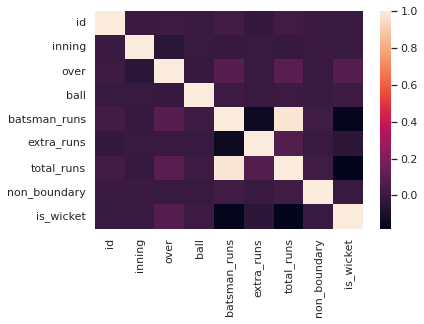 id
inning
over
ball
batsman_runs
extra_runs
total_runs
non_boundary
is_wicket
id
inning
over
ball
batsman_runs
extra_runs
total_runs
non_boundary
is_wicket
1.0
0.8
0.6
0.4
0.2
0.0